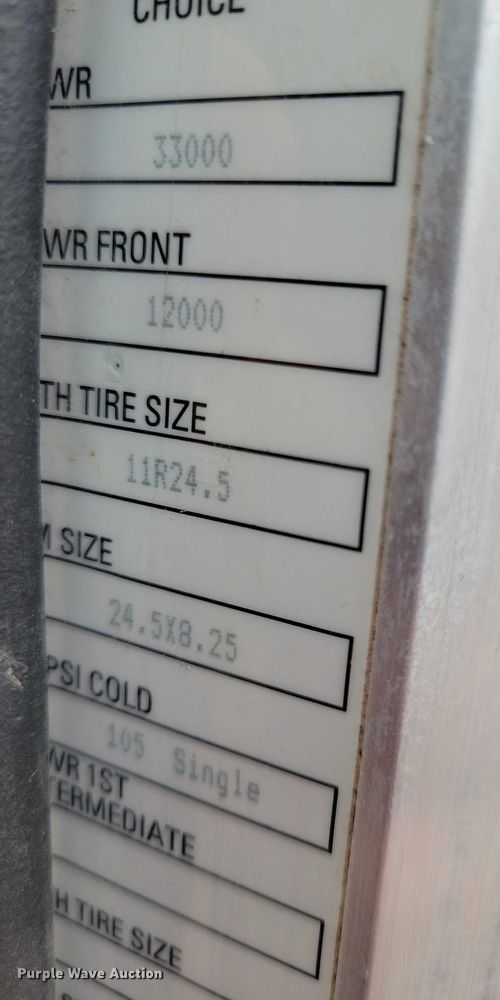 CHOICE
WR
33000
WR FRONT
12000
TH TIRE SIZE
11R24.5
M SIZE
24.5X8.25
PSI COLD
105 Single
WR 1ST
TERMEDIATE
H TIRE SIZE
Purple Wave Auction